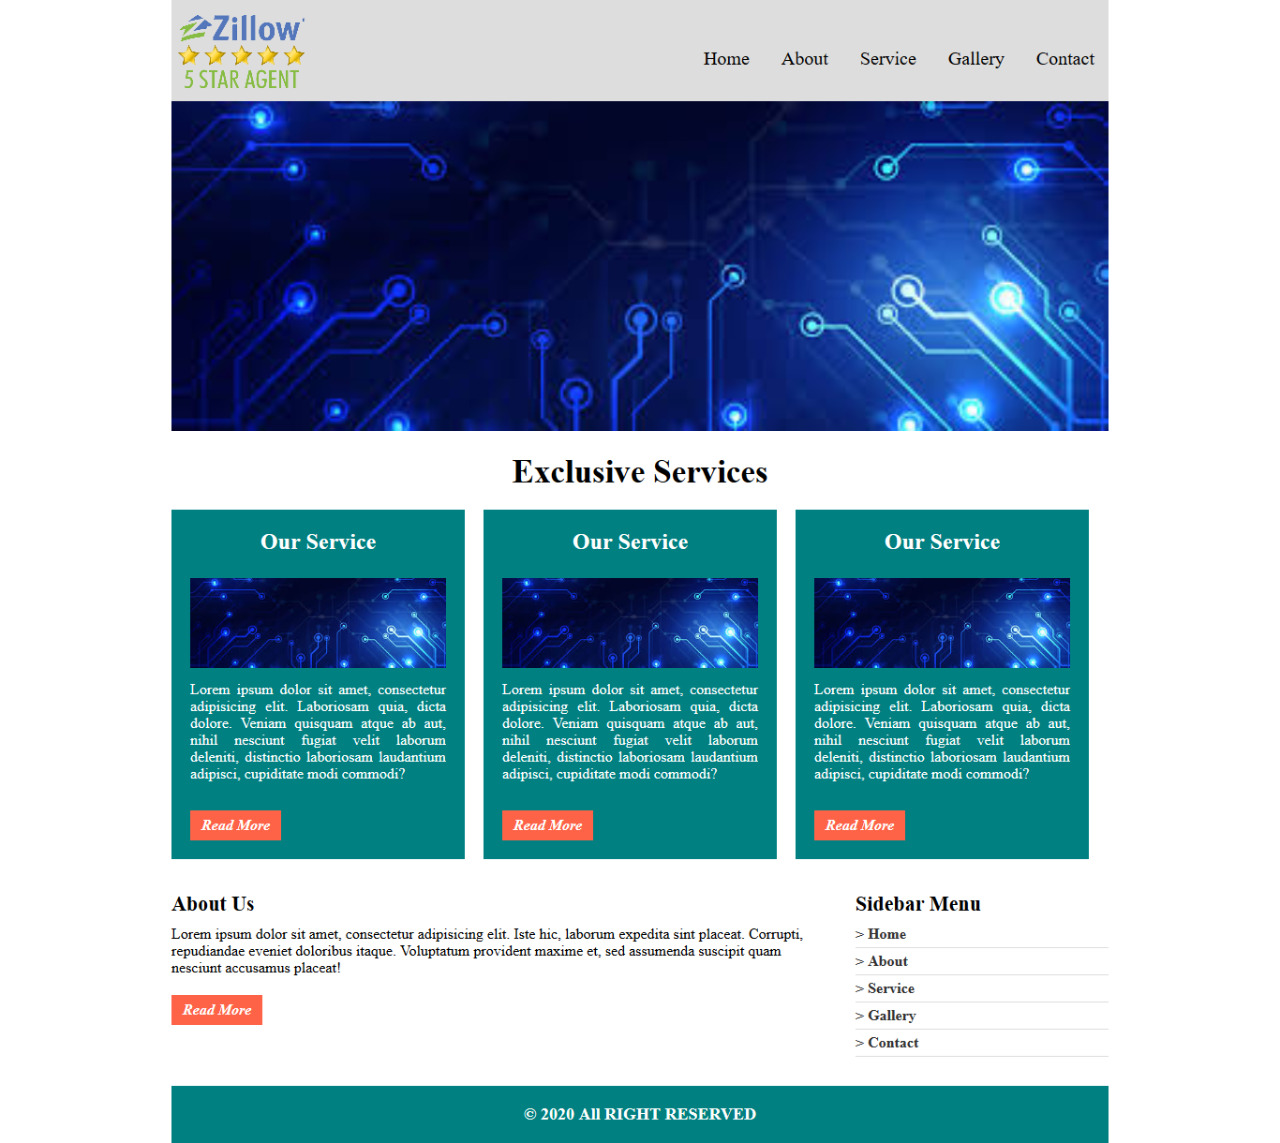 Zillow
5 STAR AGENT
Home About Service Gallery Contact
Exclusive Services
Our Service
Lorem ipsum dolor sit amet, consectetur
adipisicing elit. Laboriosam quia, dicta
dolore. Veniam quisquam atque ab aut,
nihil nesciunt fugiat velit laborum
deleniti, distinctio laboriosam laudantium
adipisci, cupiditate modi commodi?
Read More
Our Service
Lorem ipsum dolor sit amet, consectetur
adipisicing elit. Laboriosam quia, dicta
dolore. Veniam quisquam atque ab aut,
nihil nesciunt fugiat velit laborum
deleniti, distinctio laboriosam laudantium
adipisci, cupiditate modi commodi?
Read More
Our Service
Lorem ipsum dolor sit amet, consectetur
adipisicing elit. Laboriosam quia, dicta
dolore. Veniam quisquam atque ab aut,
nihil nesciunt fugiat velit laborum
deleniti, distinctio laboriosam laudantium
adipisci, cupiditate modi commodi?
Read More
About Us
Lorem ipsum dolor sit amet, consectetur adipisicing elit. Iste hic, laborum expedita sint placeat. Corrupti,
repudiandae eveniet doloribus itaque. Voluptatum provident maxime et, sed assumenda suscipit quam
nesciunt accusamus placeat!
Read More
Sidebar Menu
> Home
> About
> Service
> Gallery
> Contact
© 2020 All RIGHT RESERVED